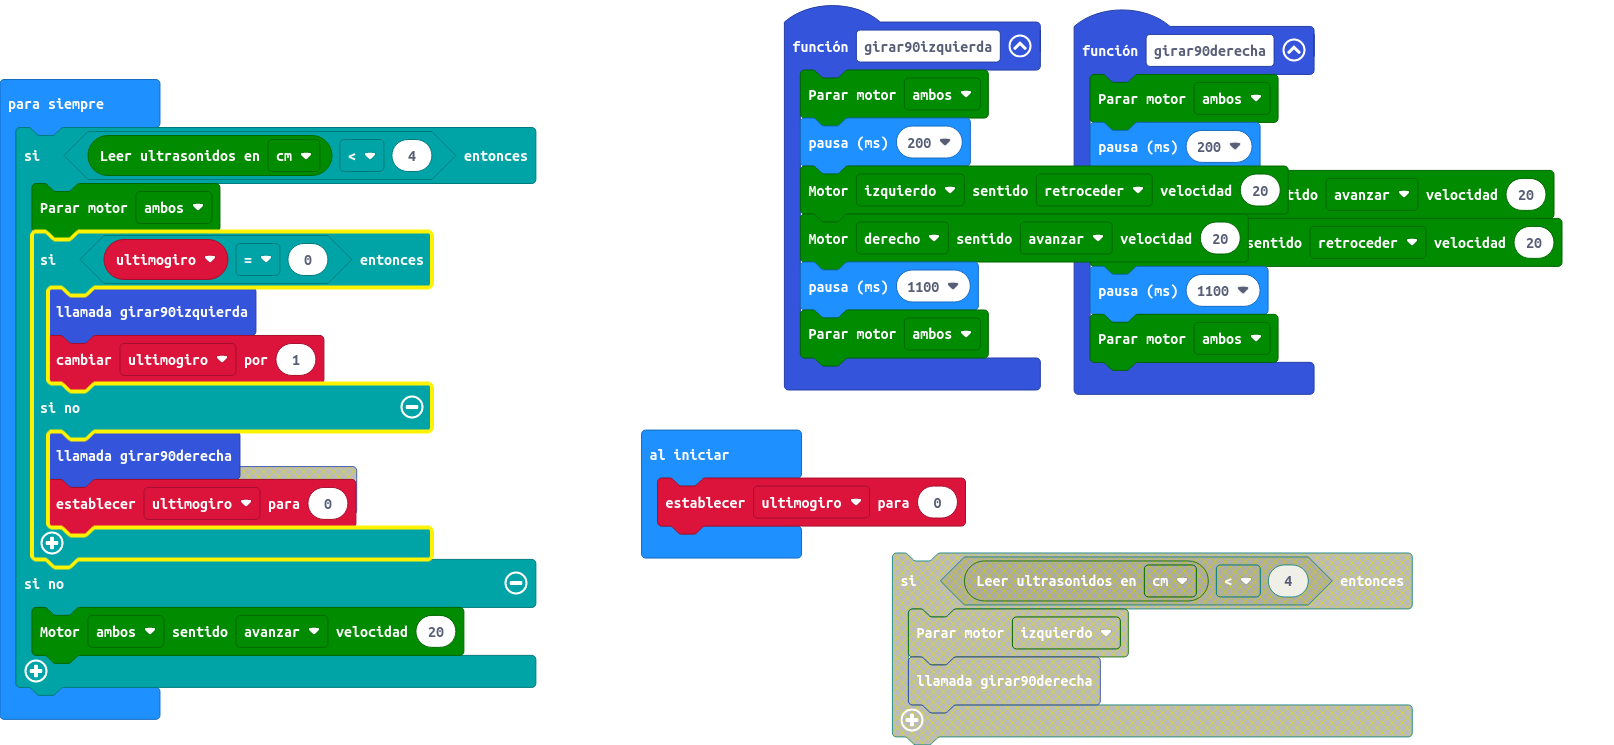 para siempre
si Leer ultrasonidos en cm < 4 entonces
Parar motor ambos
si ultimogiro = 0 entonces
llamada girar90izquierda
cambiar ultimogiro por 1
si no
llamada girar90derecha
establecer ultimogiro para 0
si no
Motor ambos sentido avanzar velocidad 20
función girar90izquierda
Parar motor ambos
pausa (ms) 200
Motor izquierdo sentido retroceder velocidad 20
Motor derecho sentido avanzar velocidad 20
pausa (ms) 1100
Parar motor ambos
función girar90derecha
Parar motor ambos
pausa (ms) 200
avanzar velocidad 20
sentido retroceder velocidad 20
pausa (ms) 1100
Parar motor ambos
al iniciar
establecer ultimogiro para 0
si Leer ultrasonidos en cm < 4 entonces
Parar motor izquierdo
llamada girar90derecha